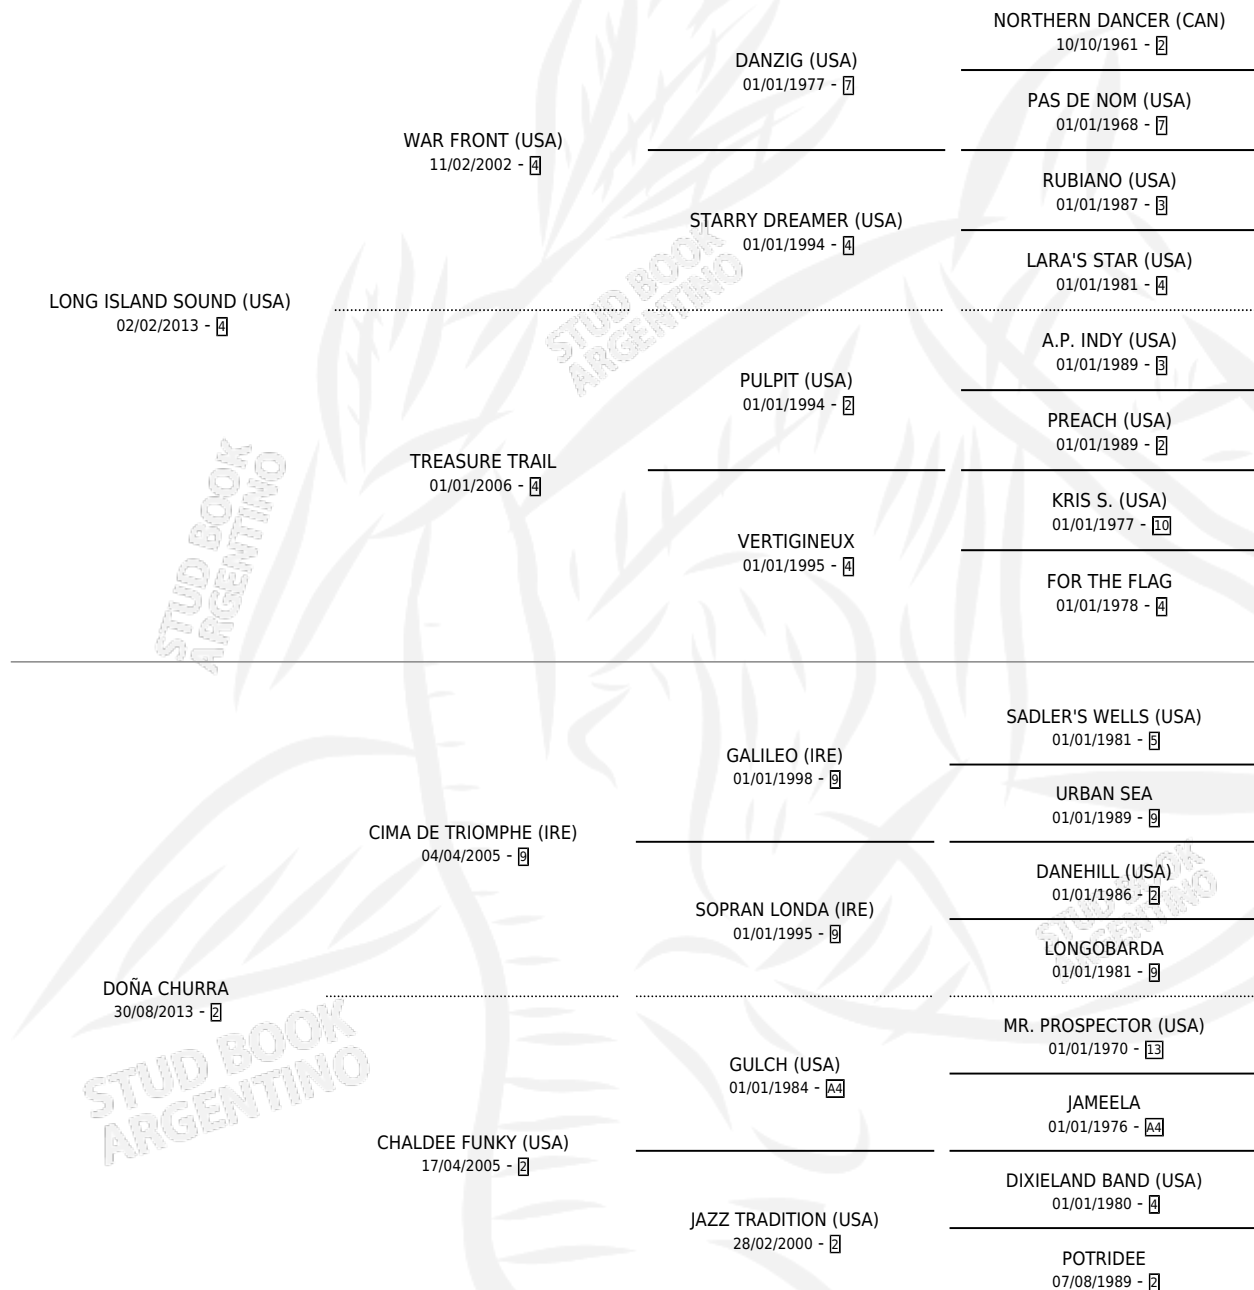 NORTHERN DANCER (CAN)
10/10/1961 - 2
DANZIG (USA)
01/01/1977 - 7
PAS DE NOM (USA)
01/01/1968 - 7
WAR FRONT (USA)
11/02/2002 - 4
RUBIANO (USA)
01/01/1987 - 3
STARRY DREAMER (USA)
01/01/1994 - 4
LARA'S STAR (USA)
01/01/1981 - 4
LONG ISLAND SOUND (USA)
02/02/2013 - 4
A.P. INDY (USA)
01/01/1989 - 3
PULPIT (USA)
01/01/1994 - 2
PREACH (USA)
01/01/1989 - 2
TREASURE TRAIL
01/01/2006 - 4
KRIS S. (USA)
01/01/1977 - 10
VERTIGINEUX
01/01/1995 - 4
FOR THE FLAG
01/01/1978 - 4
STUD BOOK
ARGENTINO
STUD BOOK
ARGENTINO
SADLER'S WELLS (USA)
01/01/1981 - 5
GALILEO (IRE)
01/01/1998 - 9
URBAN SEA
01/01/1989 - 9
CIMA DE TRIOMPHE (IRE)
04/04/2005 - 9
DANEHILL (USA)
01/01/1986 - 2
SOPRAN LONDA (IRE)
01/01/1995 - 9
LONGOBARDA
01/01/1981 - 9
STUD BOOK
ARGENTINO
DOÑA CHURRA
30/08/2013 - 2
MR. PROSPECTOR (USA)
01/01/1970 - 13
GULCH (USA)
01/01/1984 - A4
JAMEELA
01/01/1976 - A4
STUD BOOK
ARGENTINO
CHALDEE FUNKY (USA)
17/04/2005 - 2
DIXIELAND BAND (USA)
01/01/1980 - 4
JAZZ TRADITION (USA)
28/02/2000 - 2
POTRIDEE
07/08/1989 - 2